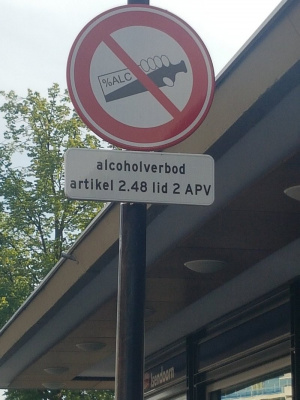 %ALC
alcoholverbod
artikel 2.48 lid 2 APV